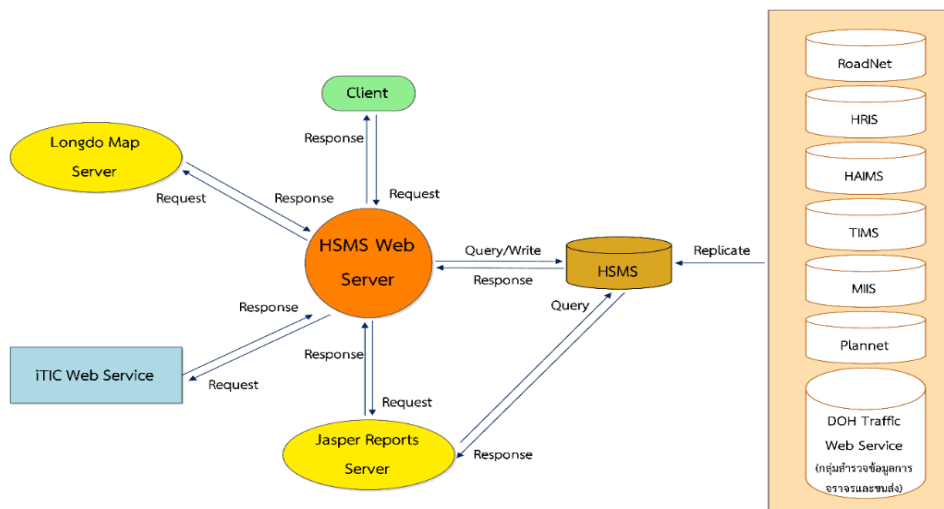 Client
Response
Request
Longdo Map
Server
Request
Response
HSMS Web
Server
Query/Write
Response
HSMS
Replicate
Query
Response
Response
Request
iTIC Web Service
Response
Request
Jasper Reports
Server
RoadNet
HRIS
HAIMS
TIMS
MIIS
Plannet
DOH Traffic
Web Service
(กลุ่มสำรวจข้อมูลการ
จราจรและขนส่ง)